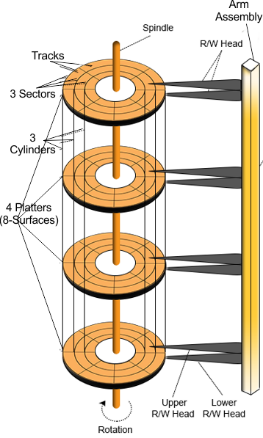 Arm
Assembly
Spindle
R/W Head
Tracks
3 Sectors
3
Cylinders
4 Platters
(8-Surfaces)
Upper
R/W Head
Lower
R/W Head
Rotation